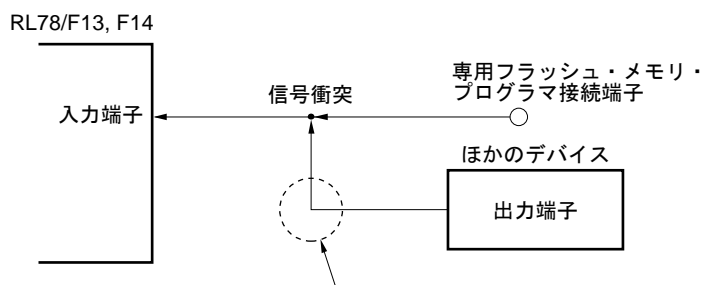 RL78/F13, F14
専用フラッシュ・メモリ・
プログラマ接続端子
信号衝突
入力端子
ほかのデバイス
出力端子